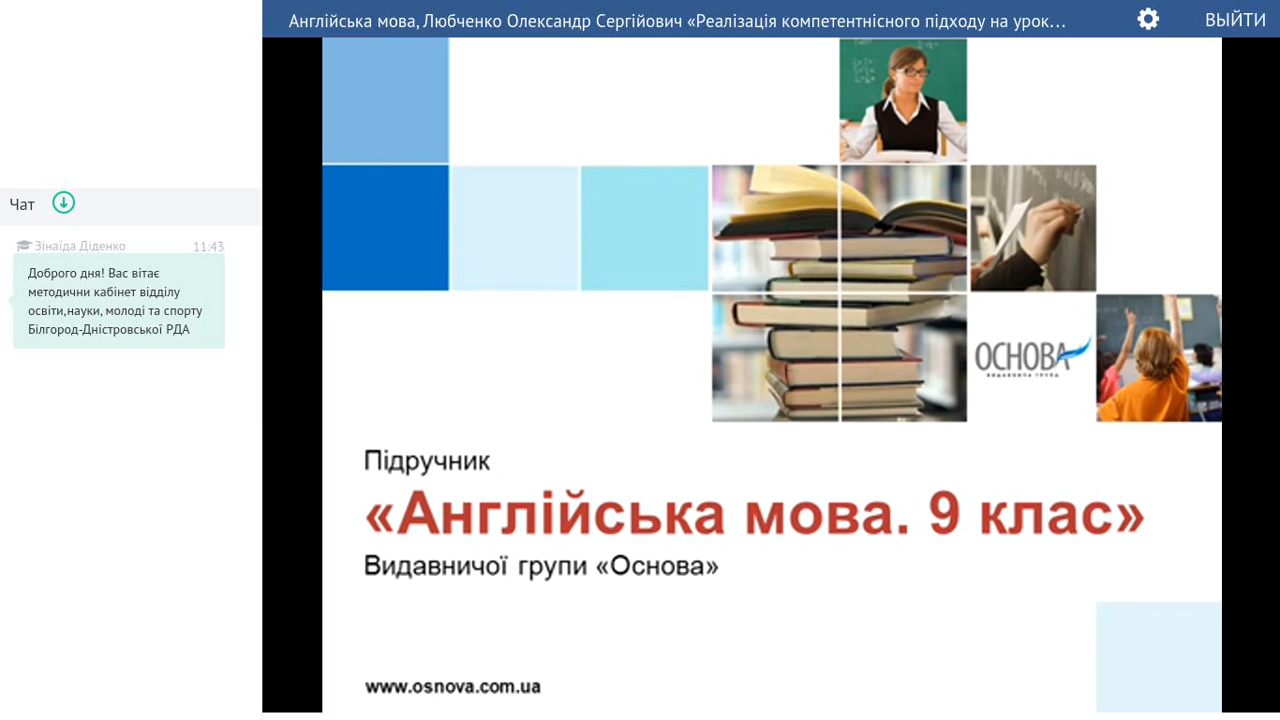 Англійська мова, Любченко Олександр Сергійович «Реалізація компетентнісного підходу на урок...
ВЫЙТИ
Чат
Зінаїда Діденко 11:43
Доброго дня! Вас вітає
методични кабінет відділу
освіти,науки, молоді та спорту
Білгород-Дністровської РДА
ОСНОВА
ВИДАВНИЧА ГРУПА
Підручник
«Англійська мова. 9 клас»
Видавничої групи «Основа»
www.osnova.com.ua